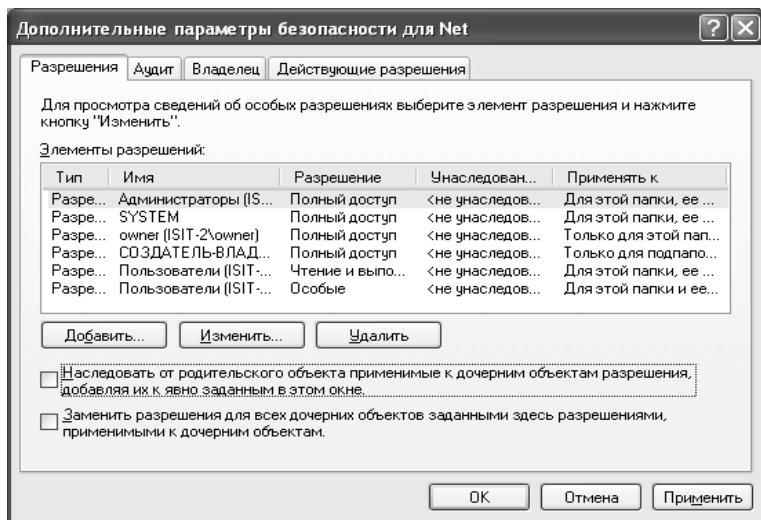 Дополнительные параметры безопасности для Net
Разрешения Аудит Владелец Действующие разрешения
Для просмотра сведений об особых разрешениях выберите элемент разрешения и нажмите
кнопку "Изменить".
Элементы разрешений:
Тип Имя Разрешение Унаследован... Применять к
Разре... Администраторы (IS... Полный доступ <не унаследов... Для этой папки, ее ...
Разре... SYSTEM Полный доступ <не унаследов... Для этой папки, ее ...
Разре... owner (ISIT-2\owner) Полный доступ <не унаследов... Только для этой пап...
Разре... СОЗДАТЕЛЬ-ВЛАД... Полный доступ <не унаследов... Только для подпапо...
Разре... Пользователи (ISIT-... Чтение и выпо... <не унаследов... Для этой папки, ее ...
Разре... Пользователи (ISIT-... Особые <не унаследов... Для этой папки и ее...
Добавить... Изменить... Удалить
Наследовать от родительского объекта применимые к дочерним объектам разрешения,
добавляя их к явно заданным в этом окне.
Заменить разрешения для всех дочерних объектов заданными здесь разрешениями,
применимыми к дочерним объектам.
OK Отмена Применить